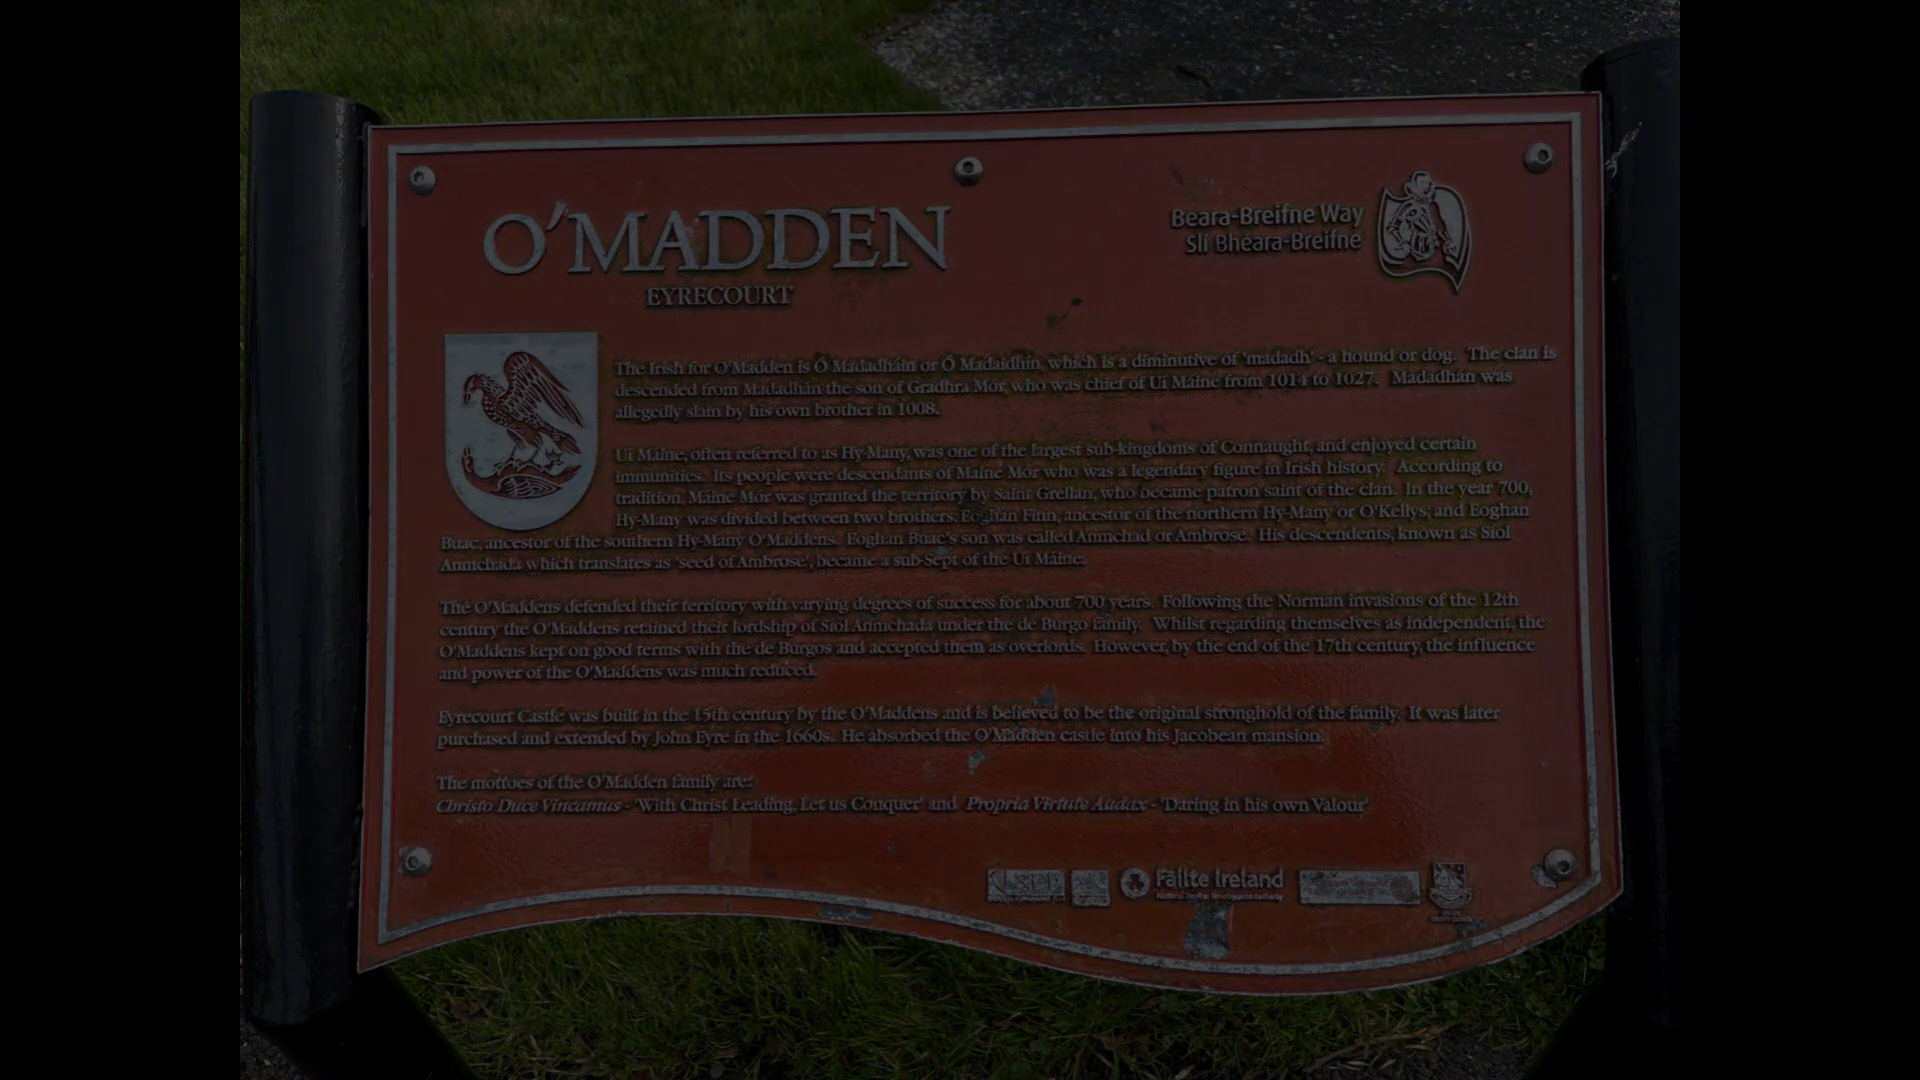 O'MADDEN
EYRECOURT
Beara-Breifne Way
Slí Bhéara-Breifne
The Irish for O'Madden is Ó Madadháin or Ó Madaidhín, which is a diminutive of 'madadh' - a hound or dog. The clan is
descended from Madadhán the son of Gradhra Mór, who was chief of Uí Máine from 1014 to 1027. Madadhán was
allegedly slain by his own brother in 1008.
Uí Máine, often referred to as Hy-Many, was one of the largest sub-kingdoms of Connaught, and enjoyed certain
immunities. Its people were descendants of Maine Mór who was a legendary figure in Irish history. According to
tradition, Máine Mór was granted the territory by Saint Grellan, who became patron saint of the clan. In the year 700,
Hy-Many was divided between two brothers: Eoghan Finn, ancestor of the northern Hy-Many or O'Kellys; and Eoghan
Buac, ancestor of the southern Hy-Many O'Maddens. Eoghan Buac's son was called Anmchad or Ambrose. His descendents, known as Síol
Anmchada which translates as 'seed of Ambrose', became a sub-Sept of the Uí Máine.
The O'Maddens defended their territory with varying degrees of success for about 700 years. Following the Norman invasions of the 12th
century the O'Maddens retained their lordship of Síol Anmchada under the de Burgo family. Whilst regarding themselves as independent, the
O'Maddens kept on good terms with the de Burgos and accepted them as overlords. However, by the end of the 17th century, the influence
and power of the O'Maddens was much reduced.
Eyrecourt Castle was built in the 15th century by the O'Maddens and is believed to be the original stronghold of the family. It was later
purchased and extended by John Eyre in the 1660s. He absorbed the O'Madden castle into his Jacobean mansion.
The mottoes of the O'Madden family are:
Christo Duce Vincamus - 'With Christ Leading, Let us Conquer' and Propria Virtute Audax - 'Daring in his own Valour'
NDP
Fáilte Ireland
National Tourism Development Authority